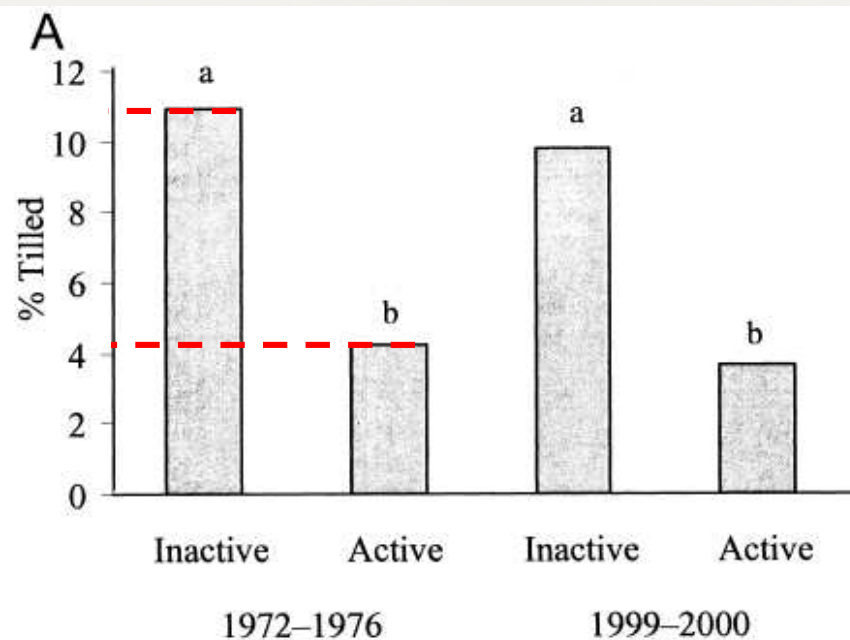 A
12
10
8
6
4
2
0
% Tilled
a
b
a
b
Inactive Active Inactive Active
1972–1976 1999–2000